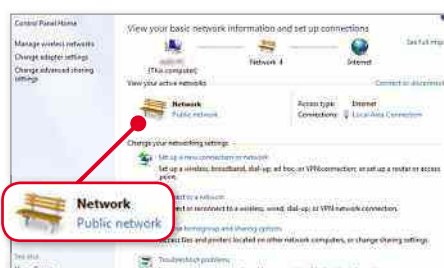 Control Panel Home
Manage wireless networks
Change adapter settings
Change advanced sharing
settings
View your basic network information and set up connections
See full map
(This computer)
Network 4
Internet
View your active networks
Connect or disconnect
Network
Public network
Access type: Internet
Connections: Local Area Connection
Change your networking settings
Set up a new connection or network
Set up a wireless, broadband, dial-up, ad hoc, or VPN connection; or set up a router or access
point.
to a network
or reconnect to a wireless, wired, dial-up, or VPN network connection.
homegroup and sharing options
files and printers located on other network computers, or change sharing settings.
Troubleshoot problems
Network
Public network
See also